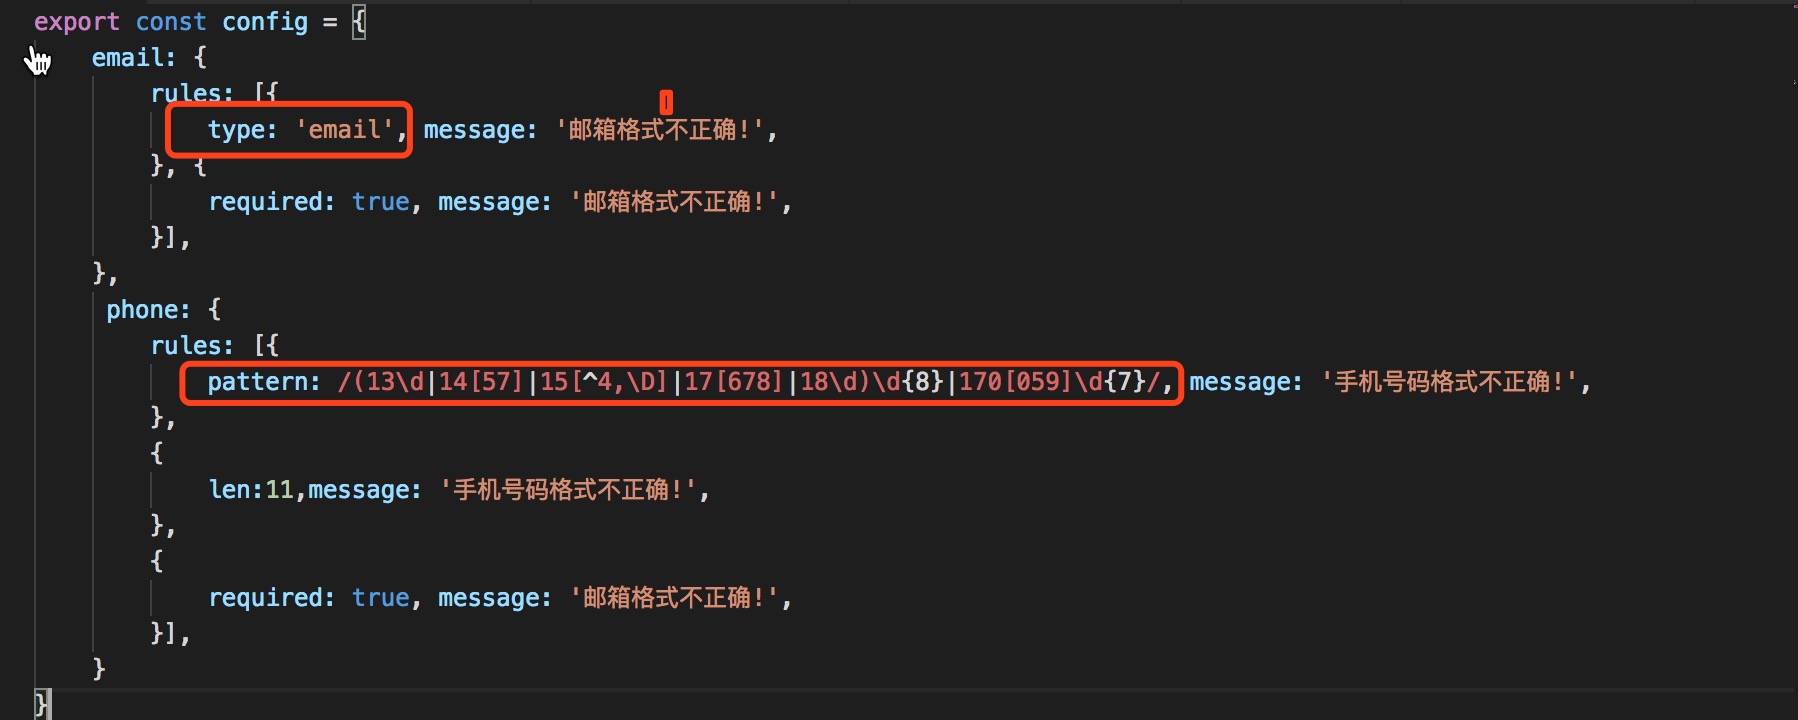 export const config = {
email: {
rules: [{
type: 'email', message: '邮箱格式不正确!',
}, {
required: true, message: '邮箱格式不正确!',
}],
},
phone: {
rules: [{
pattern: /(13\d|14[57]|15[^4,\D]|17[678]|18\d)\d{8}|170[059]\d{7}/, message: '手机号码格式不正确!',
},
{
len:11,message: '手机号码格式不正确!',
},
{
required: true, message: '邮箱格式不正确!',
}],
}
}